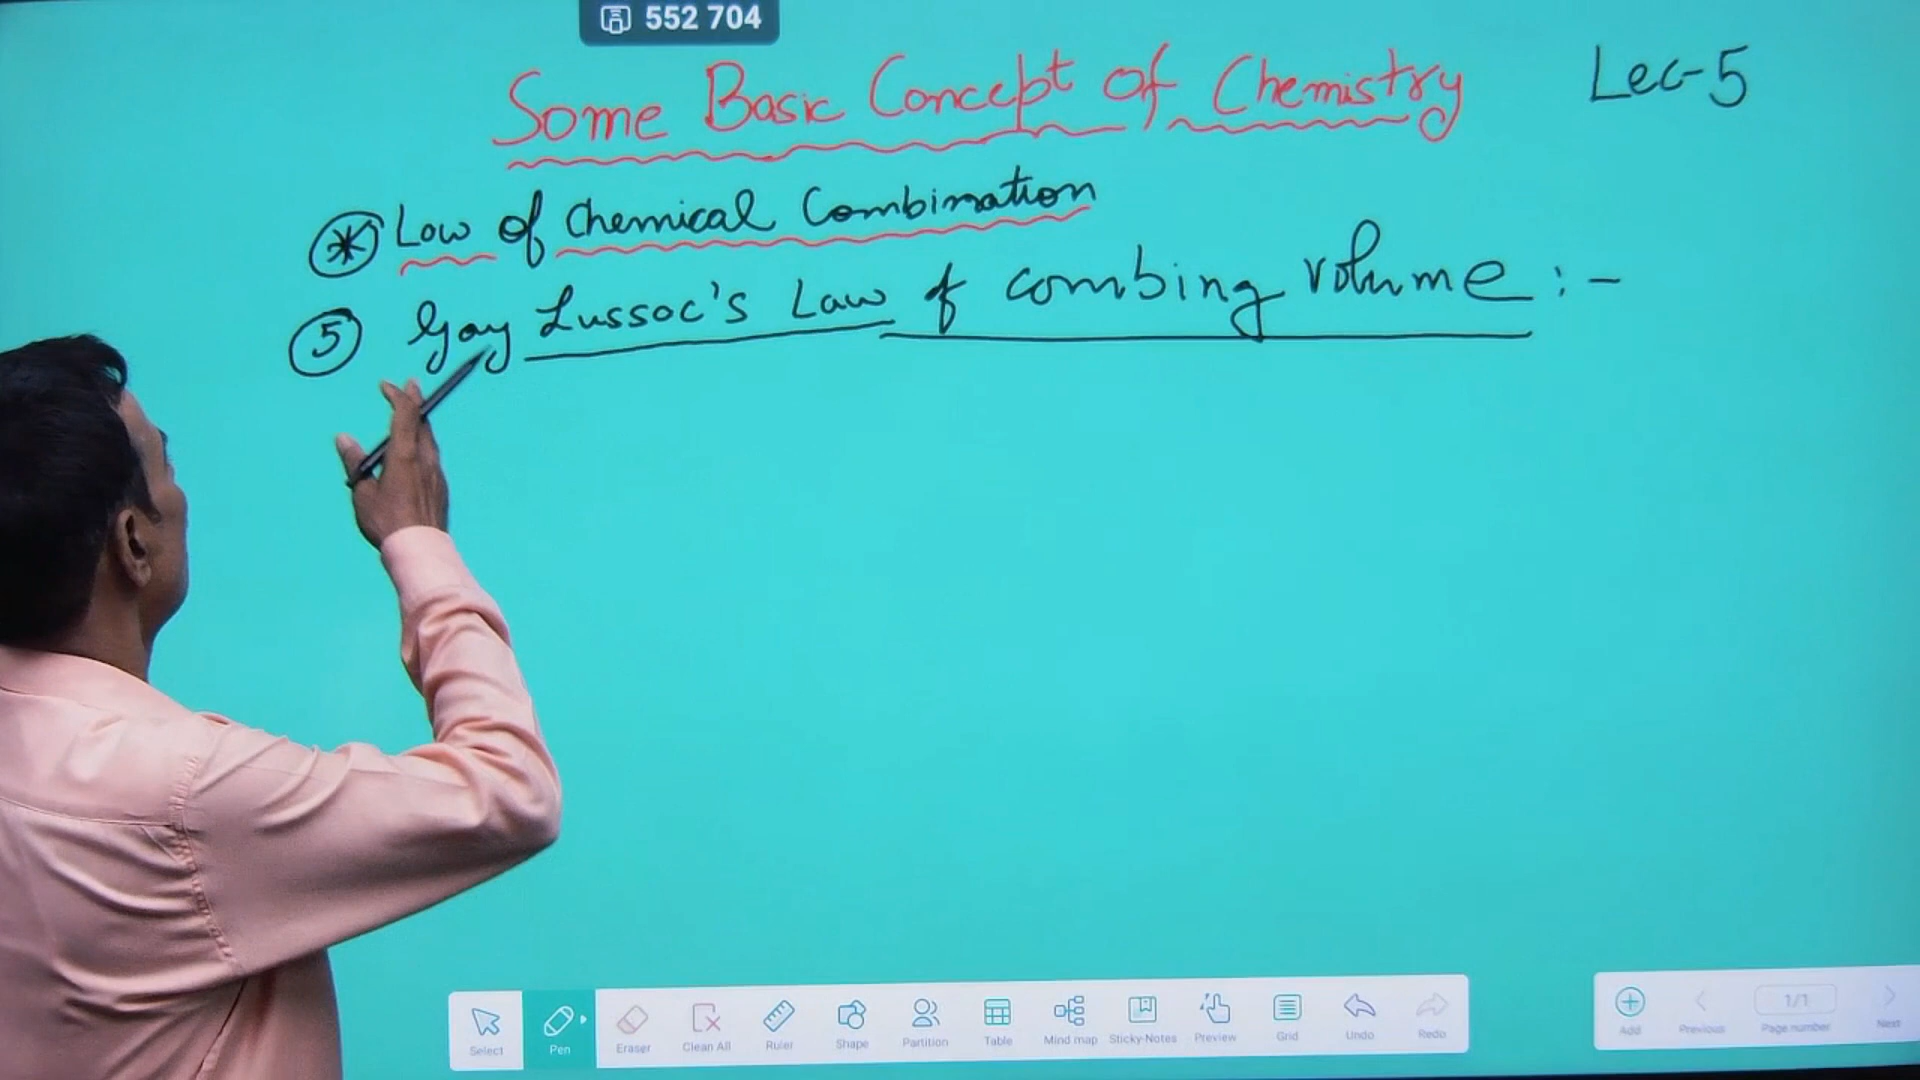 552 704
Some Basic Concept of Chemistry
Lec-5
Law of Chemical Combination
5 Gay Lussac's Law of combing volume :-
Select
Pen
Eraser
Clean All
Ruler
Shape
Partition
Table
Mind map
Sticky-Notes
Preview
Grid
Undo
Redo
Add
Previous
1/1
Page number
Next